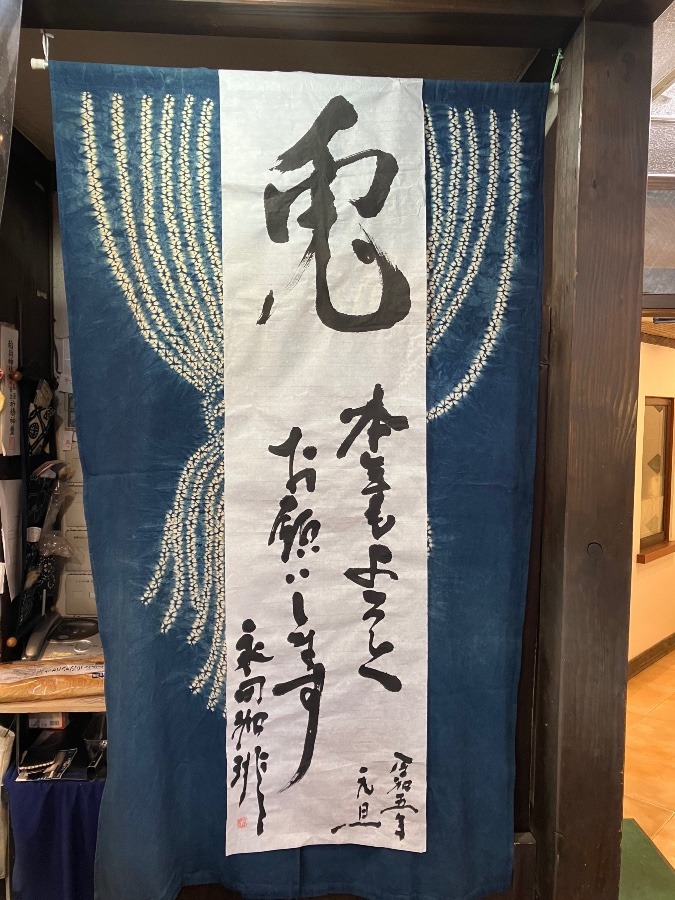 兎
本年もよろしく
お願いします
令和五年
元旦
永田珈琲